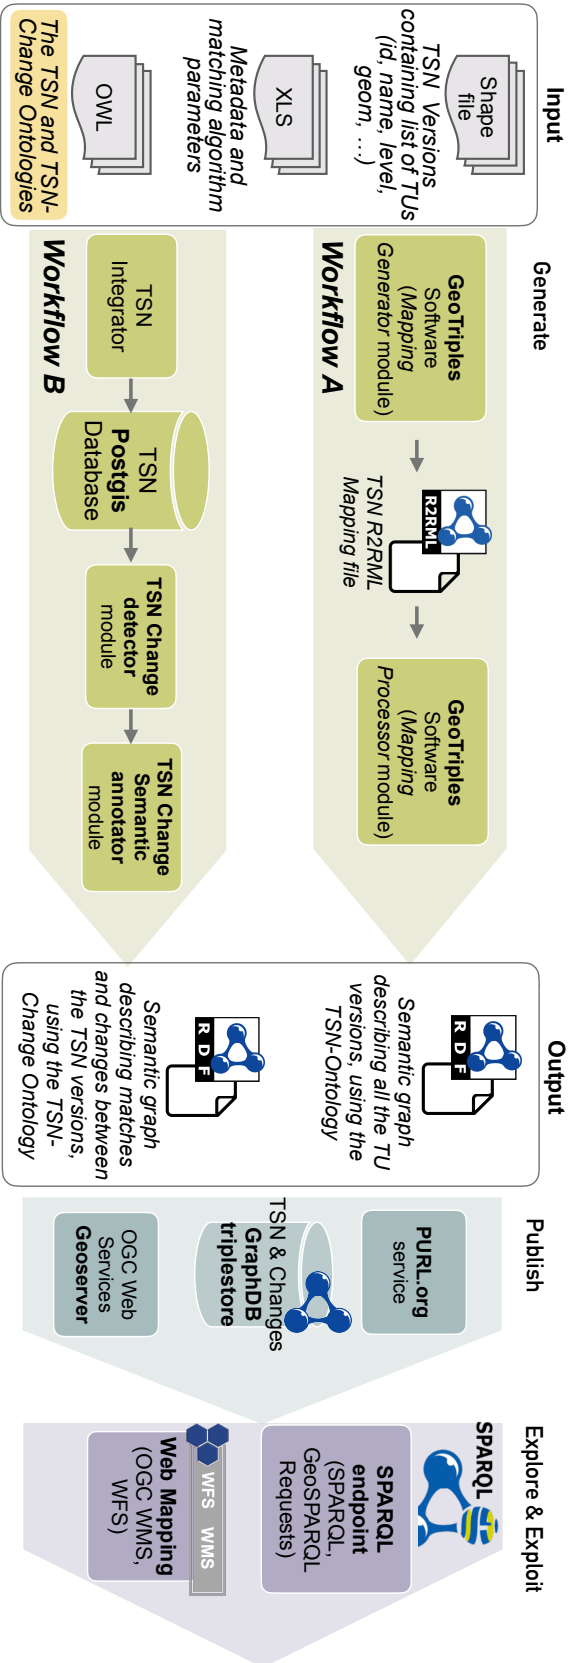 Input
Shape
file
TSN Versions
containing list of TUs
(id, name, level,
geom, …)
XLS
Metadata and
matching algorithm
parameters
OWL
The TSN and TSN-
Change Ontologies
Generate
GeoTriples
Software
(Mapping
Generator module)
TSN R2RML
Mapping file
R2RML
GeoTriples
Software
(Mapping
Processor module)
Workflow A
TSN
Integrator
TSN
Postgis
Database
TSN Change
detector
module
TSN Change
Semantic
annotator
module
Workflow B
Output
RDF
Semantic graph
describing all the TU
versions, using the
TSN-Ontology
RDF
Semantic graph
describing matches
and changes between
the TSN versions,
using the TSN-
Change Ontology
Publish
PURL.org
service
TSN & Changes
GraphDB
triplestore
OGC Web
Services
Geoserver
Explore & Exploit
SPARQL
SPARQL
endpoint
(SPARQL,
GeoSPARQL
Requests)
WFS WMS
Web Mapping
(OGC WMS,
WFS)